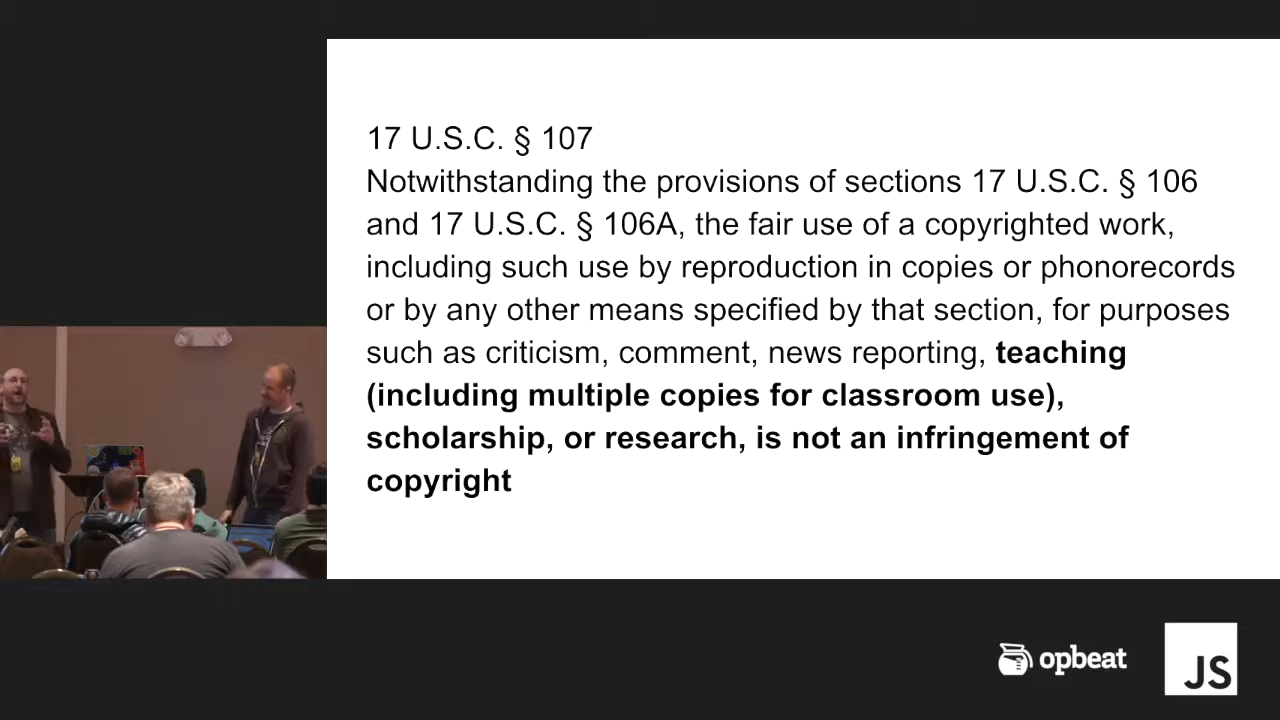 17 U.S.C. § 107
Notwithstanding the provisions of sections 17 U.S.C. § 106
and 17 U.S.C. § 106A, the fair use of a copyrighted work,
including such use by reproduction in copies or phonorecords
or by any other means specified by that section, for purposes
such as criticism, comment, news reporting, teaching
(including multiple copies for classroom use),
scholarship, or research, is not an infringement of
copyright
opbeat
JS